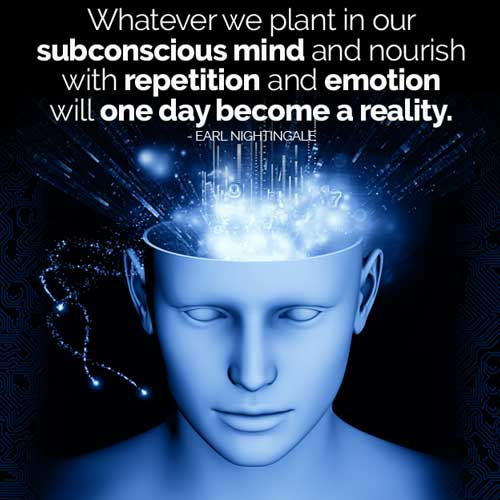 Whatever we plant in our
subconscious mind and nourish
with repetition and emotion
will one day become a reality.
- EARL NIGHTINGALE